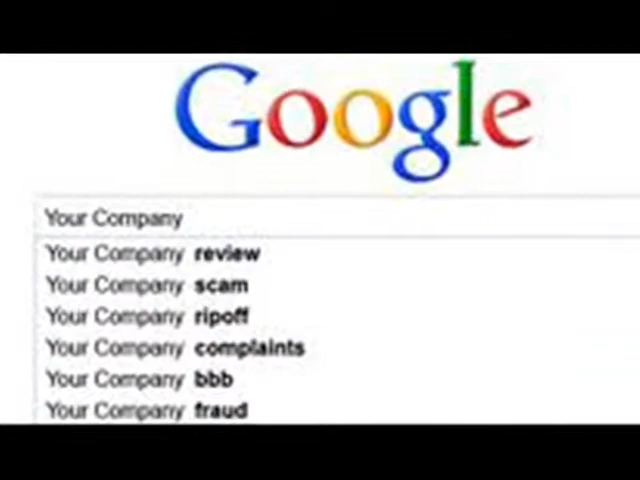 Google
Your Company
Your Company review
Your Company scam
Your Company ripoff
Your Company complaints
Your Company bbb
Your Company fraud